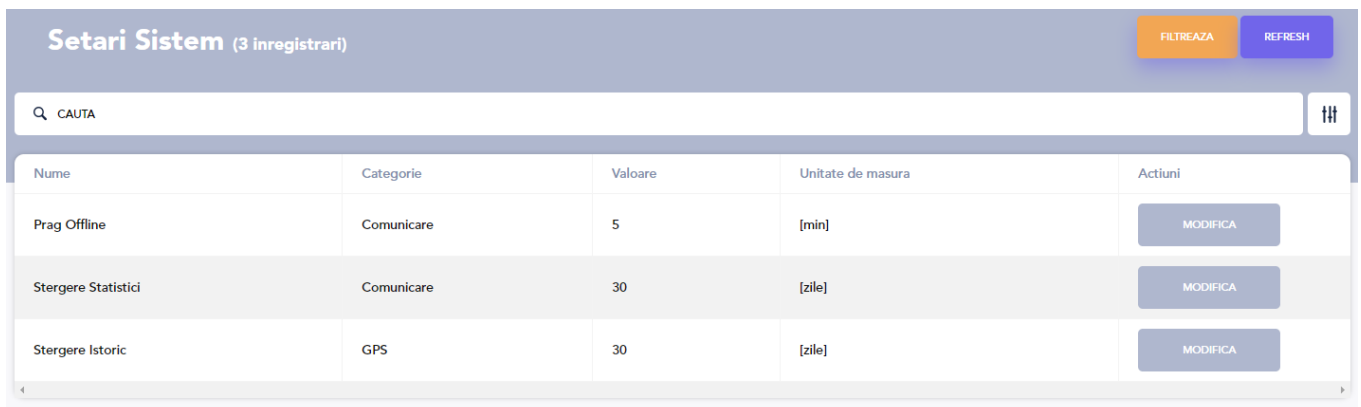 Setari Sistem (3 inregistrari)
FILTREAZA
REFRESH
CAUTA
Nume Categorie Valoare Unitate de masura Actiuni
Prag Offline Comunicare 5 [min] MODIFICA
Stergere Statistici Comunicare 30 [zile] MODIFICA
Stergere Istoric GPS 30 [zile] MODIFICA